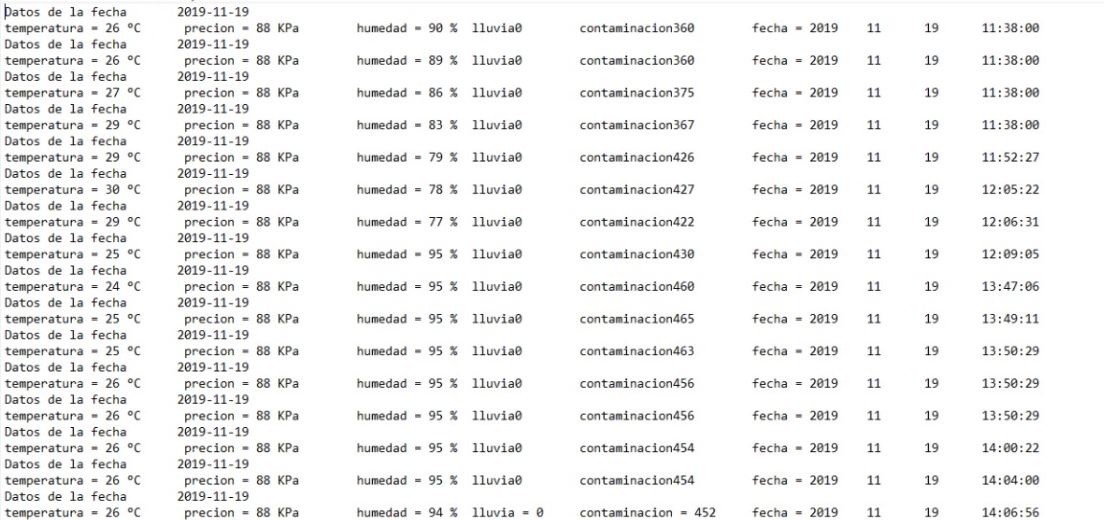 Datos de la fecha 2019-11-19
temperatura = 26 ºC precion = 88 KPa humedad = 90 % lluvia0 contaminacion360 fecha = 2019 11 19 11:38:00
Datos de la fecha 2019-11-19
temperatura = 26 ºC precion = 88 KPa humedad = 89 % lluvia0 contaminacion360 fecha = 2019 11 19 11:38:00
Datos de la fecha 2019-11-19
temperatura = 27 ºC precion = 88 KPa humedad = 86 % lluvia0 contaminacion375 fecha = 2019 11 19 11:38:00
Datos de la fecha 2019-11-19
temperatura = 29 ºC precion = 88 KPa humedad = 83 % lluvia0 contaminacion367 fecha = 2019 11 19 11:38:00
Datos de la fecha 2019-11-19
temperatura = 29 ºC precion = 88 KPa humedad = 79 % lluvia0 contaminacion426 fecha = 2019 11 19 11:52:27
Datos de la fecha 2019-11-19
temperatura = 30 ºC precion = 88 KPa humedad = 78 % lluvia0 contaminacion427 fecha = 2019 11 19 12:05:22
Datos de la fecha 2019-11-19
temperatura = 29 ºC precion = 88 KPa humedad = 77 % lluvia0 contaminacion422 fecha = 2019 11 19 12:06:31
Datos de la fecha 2019-11-19
temperatura = 25 ºC precion = 88 KPa humedad = 95 % lluvia0 contaminacion430 fecha = 2019 11 19 12:09:05
Datos de la fecha 2019-11-19
temperatura = 24 ºC precion = 88 KPa humedad = 95 % lluvia0 contaminacion460 fecha = 2019 11 19 13:47:06
Datos de la fecha 2019-11-19
temperatura = 25 ºC precion = 88 KPa humedad = 95 % lluvia0 contaminacion465 fecha = 2019 11 19 13:49:11
Datos de la fecha 2019-11-19
temperatura = 25 ºC precion = 88 KPa humedad = 95 % lluvia0 contaminacion463 fecha = 2019 11 19 13:50:29
Datos de la fecha 2019-11-19
temperatura = 26 ºC precion = 88 KPa humedad = 95 % lluvia0 contaminacion456 fecha = 2019 11 19 13:50:29
Datos de la fecha 2019-11-19
temperatura = 26 ºC precion = 88 KPa humedad = 95 % lluvia0 contaminacion456 fecha = 2019 11 19 13:50:29
Datos de la fecha 2019-11-19
temperatura = 26 ºC precion = 88 KPa humedad = 95 % lluvia0 contaminacion454 fecha = 2019 11 19 14:00:22
Datos de la fecha 2019-11-19
temperatura = 26 ºC precion = 88 KPa humedad = 95 % lluvia0 contaminacion454 fecha = 2019 11 19 14:04:00
Datos de la fecha 2019-11-19
temperatura = 26 ºC precion = 88 KPa humedad = 94 % lluvia = 0 contaminacion = 452 fecha = 2019 11 19 14:06:56